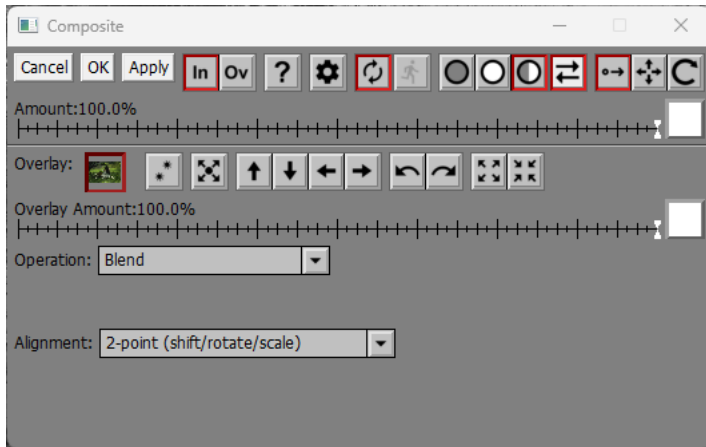 Composite
Cancel OK Apply In Ov ?
Amount:100.0%
Overlay:
Overlay Amount:100.0%
Operation: Blend
Alignment: 2-point (shift/rotate/scale)